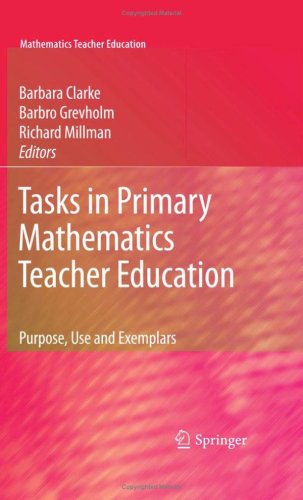 Mathematics Teacher Education
Barbara Clarke
Barbro Grevholm
Richard Millman
Editors
Tasks in Primary
Mathematics
Teacher Education
Purpose, Use and Exemplars
Springer